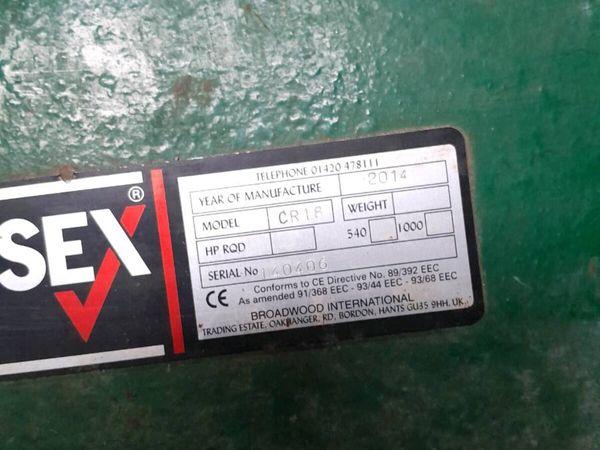 SEX®
TELEPHONE 01420 478111
YEAR OF MANUFACTURE 2014
MODEL CR18 WEIGHT
HP RQD 540 1000
SERIAL No 140406
CE Conforms to CE Directive No. 89/392 EEC
As amended 91/368 EEC - 93/44 EEC - 93/68 EEC
BROADWOOD INTERNATIONAL
TRADING ESTATE, OAKHANGER, RD, BORDON, HANTS GU35 9HH. UK.